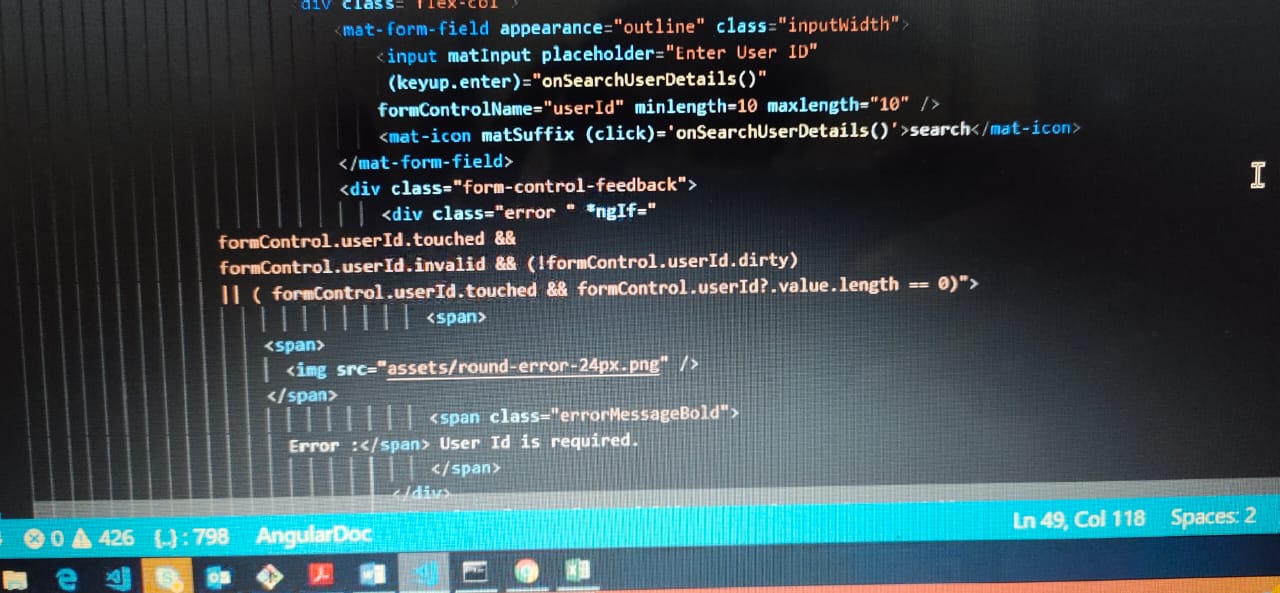 div class="flex-col">
<mat-form-field appearance="outline" class="inputWidth">
<input matInput placeholder="Enter User ID"
(keyup.enter)="onSearchUserDetails()"
formControlName="userId" minlength=10 maxlength="10" />
<mat-icon matSuffix (click)='onSearchUserDetails()'>search</mat-icon>
</mat-form-field>
<div class="form-control-feedback">
<div class="error " *ngIf="
formControl.userId.touched &&
formControl.userId.invalid && (!formControl.userId.dirty)
|| ( formControl.userId.touched && formControl.userId?.value.length == 0)">
<span>
<span>
<img src="assets/round-error-24px.png" />
</span>
<span class="errorMessageBold">
Error :</span> User Id is required.
</span>
</div>
0 426 {..} : 798 AngularDoc Ln 49, Col 118 Spaces: 2